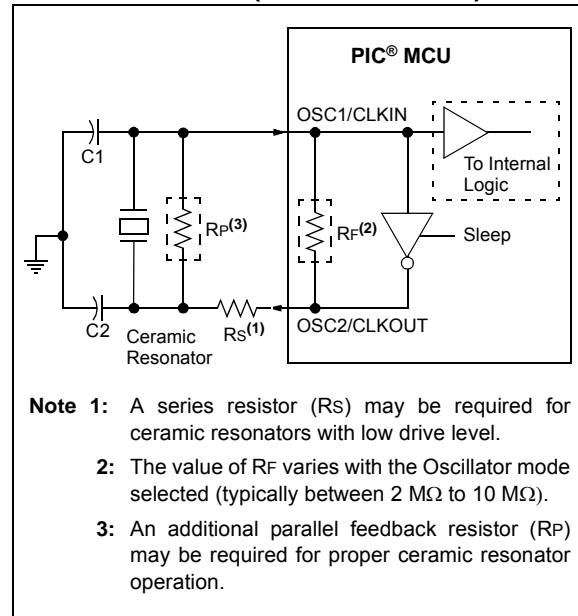 PIC® MCU
OSC1/CLKIN
C1
To Internal
Logic
RP(3)
RF(2)
Sleep
C2
Ceramic
Resonator
RS(1)
OSC2/CLKOUT
Note 1: A series resistor (RS) may be required for
ceramic resonators with low drive level.
2: The value of RF varies with the Oscillator mode
selected (typically between 2 MΩ to 10 MΩ).
3: An additional parallel feedback resistor (RP)
may be required for proper ceramic resonator
operation.